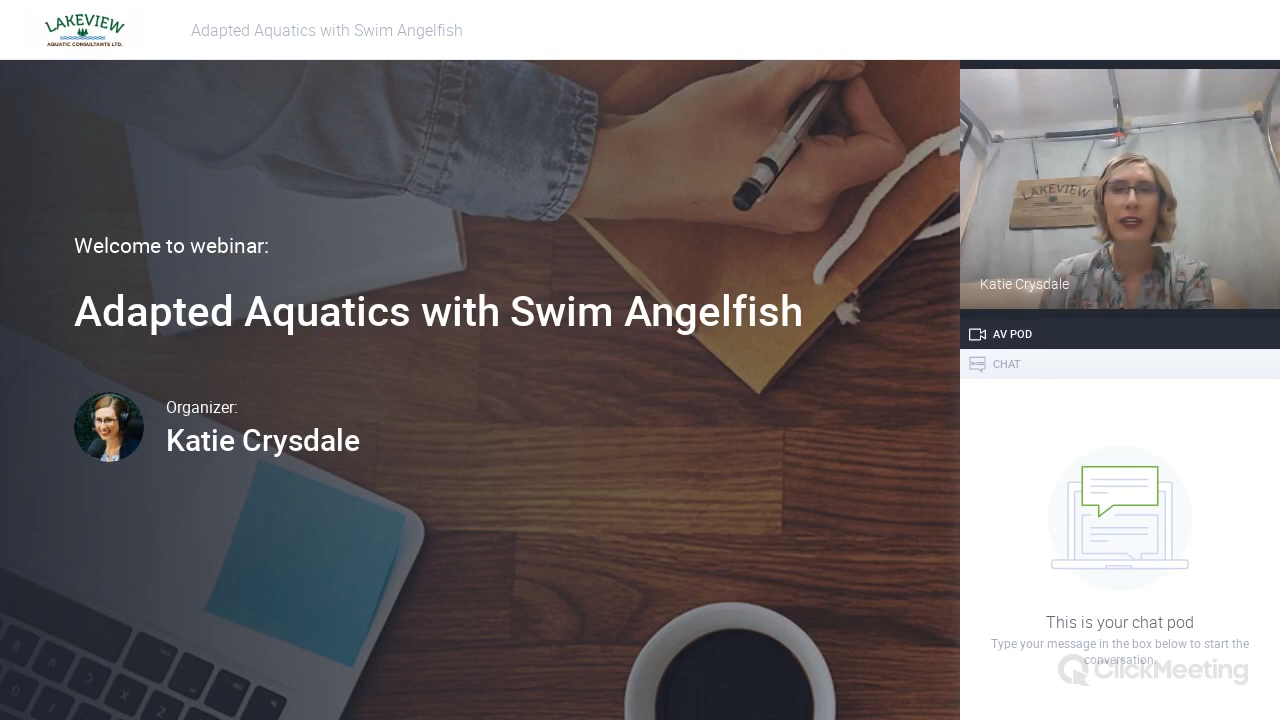 LAKEVIEW
AQUATIC CONSULTANTS LTD.
Adapted Aquatics with Swim Angelfish
Welcome to webinar:
Adapted Aquatics with Swim Angelfish
Organizer:
Katie Crysdale
LAKEVIEW
Katie Crysdale
AV POD
CHAT
This is your chat pod
Type your message in the box below to start the
conversation.
ClickMeeting